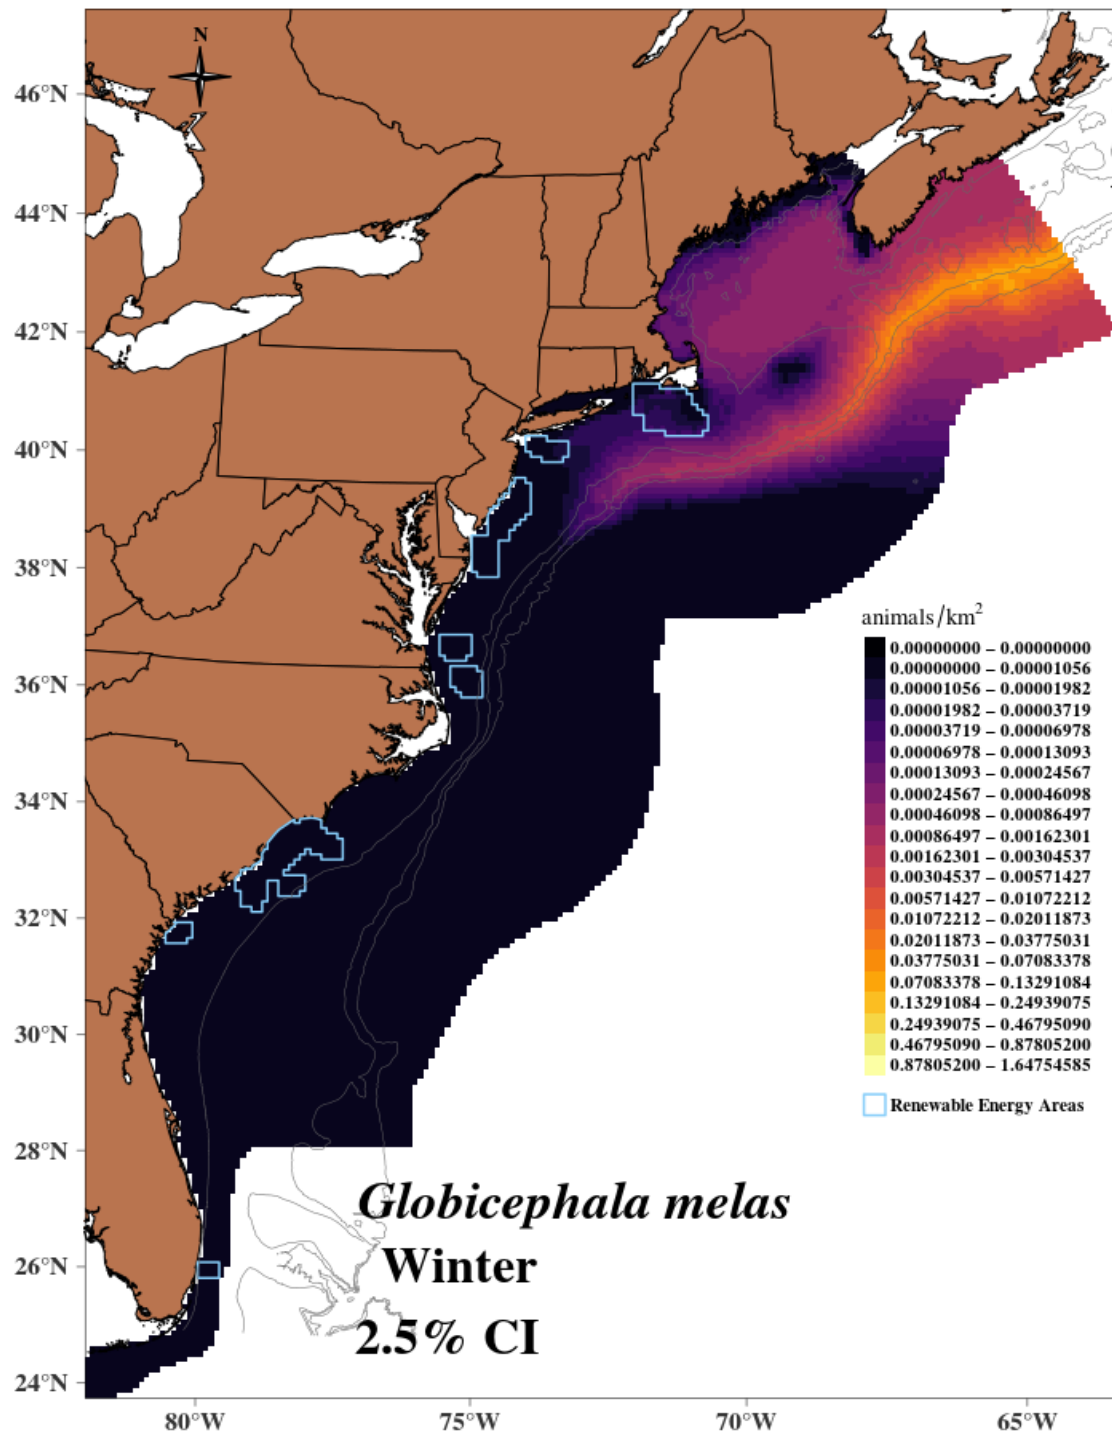 N
46°N
44°N
42°N
40°N
38°N
36°N
34°N
32°N
30°N
28°N
26°N
24°N
80°W
75°W
70°W
65°W
animals/km²
0.00000000 – 0.00000000
0.00000000 – 0.00001056
0.00001056 – 0.00001982
0.00001982 – 0.00003719
0.00003719 – 0.00006978
0.00006978 – 0.00013093
0.00013093 – 0.00024567
0.00024567 – 0.00046098
0.00046098 – 0.00086497
0.00086497 – 0.00162301
0.00162301 – 0.00304537
0.00304537 – 0.00571427
0.00571427 – 0.01072212
0.01072212 – 0.02011873
0.02011873 – 0.03775031
0.03775031 – 0.07083378
0.07083378 – 0.13291084
0.13291084 – 0.24939075
0.24939075 – 0.46795090
0.46795090 – 0.87805200
0.87805200 – 1.64754585
Renewable Energy Areas
Globicephala melas
Winter
2.5% CI